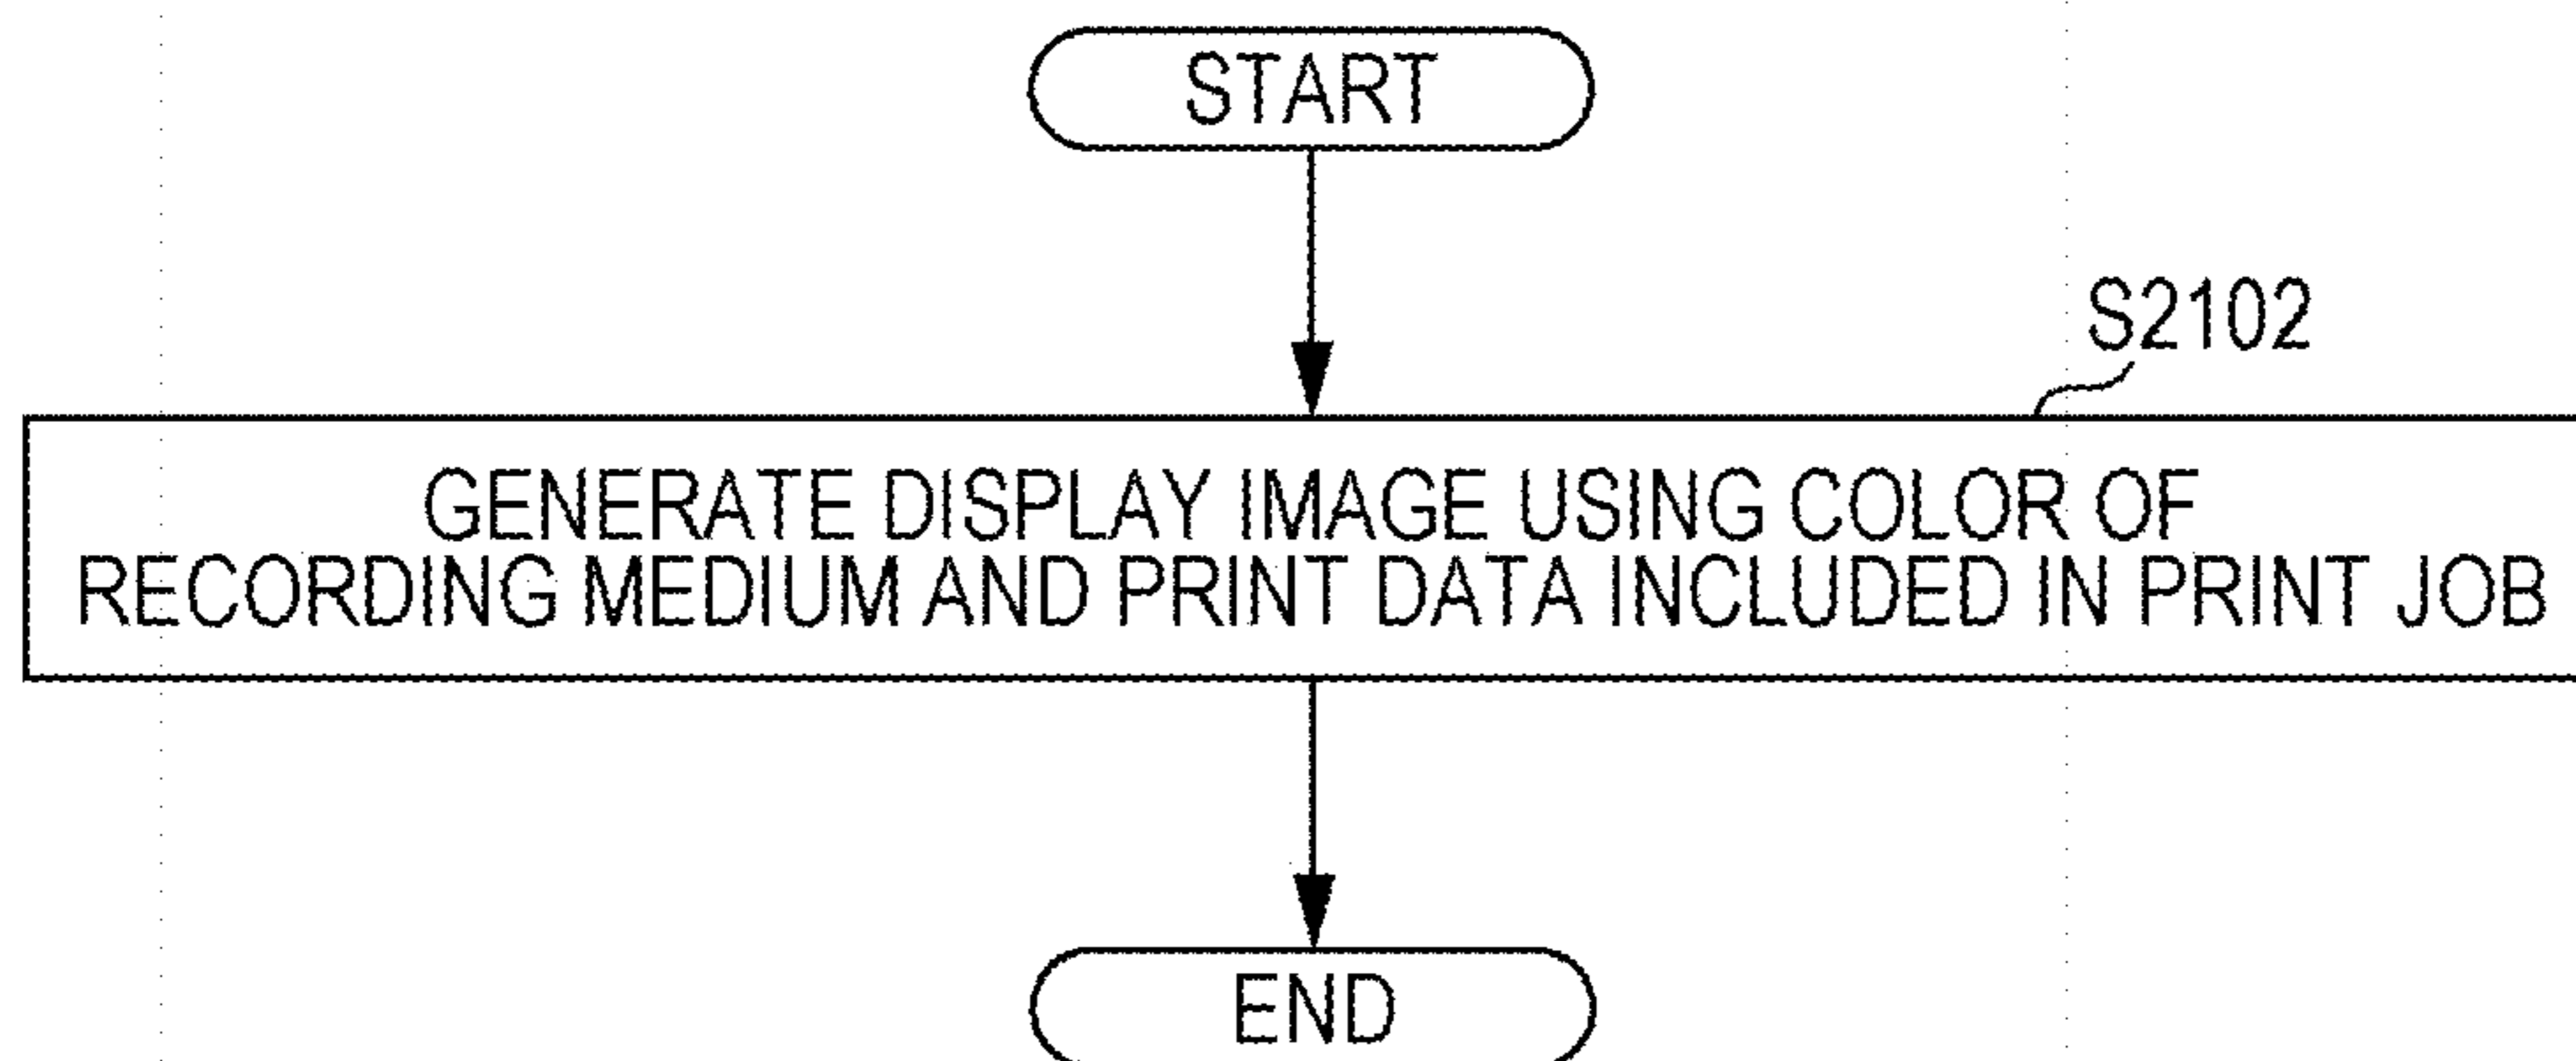 START
S2102
GENERATE DISPLAY IMAGE USING COLOR OF
RECORDING MEDIUM AND PRINT DATA INCLUDED IN PRINT JOB
END